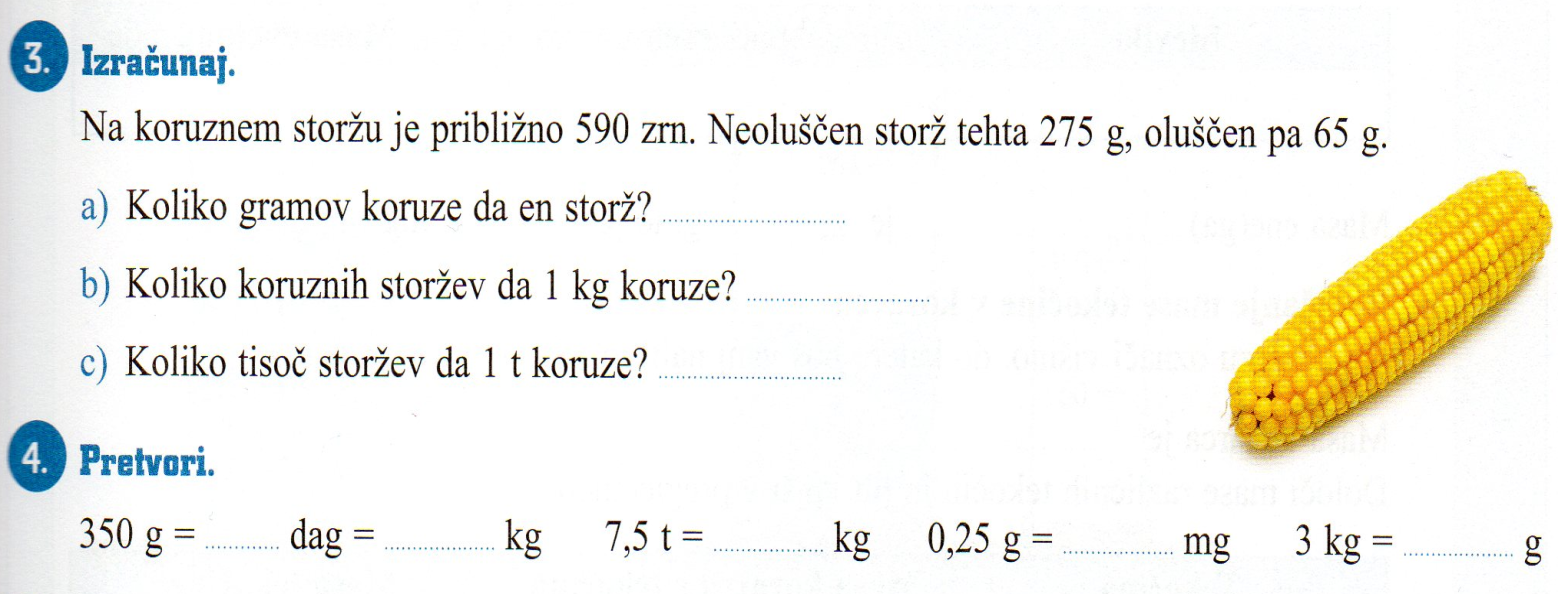 3. Izračunaj.
Na koruznem storžu je približno 590 zrn. Neoluščen storž tehta 275 g, oluščen pa 65 g.
a) Koliko gramov koruze da en storž? ....................
b) Koliko koruznih storžev da 1 kg koruze? ....................
c) Koliko tisoč storžev da 1 t koruze? ....................
4. Pretvori.
350 g = .......... dag = .......... kg 7,5 t = .......... kg 0,25 g = .......... mg 3 kg = .......... g